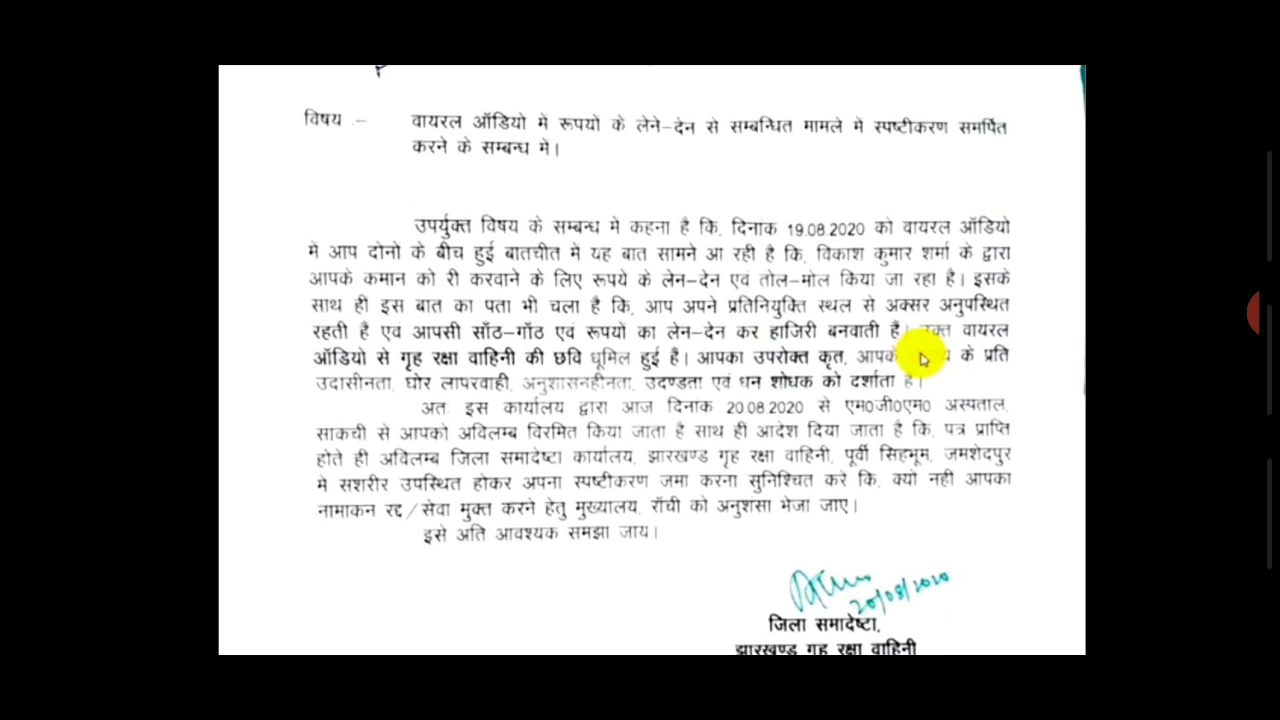 विषय :- वायरल ऑडियो में रूपयों के लेने-देन से सम्बन्धित मामले में स्पष्टीकरण समर्पित
करने के सम्बन्ध में।
उपर्युक्त विषय के सम्बन्ध मे कहना है कि, दिनांक 19.08.2020 को वायरल ऑडियो
में आप दोनो के बीच हुई बातचीत में यह बात सामने आ रही है कि, विकाश कुमार शर्मा के द्वारा
आपके कमान को री करवाने के लिए रूपये के लेन-देन एवं तोल-मोल किया जा रहा है। इसके
साथ ही इस बात का पता भी चला है कि, आप अपने प्रतिनियुक्ति स्थल से अक्सर अनुपस्थित
रहती हैं एवं आपसी साँठ-गाँठ एवं रूपयों का लेन-देन कर हाजिरी बनवाती हैं। वायरल
ऑडियो से गृह रक्षा वाहिनी की छवि धूमिल हुई है। आपका उपरोक्त कृत, के प्रति
उदासीनता, घोर लापरवाही, अनुशासनहीनता, उदण्डता एवं धन शोधक को दर्शाता है।
अतः इस कार्यालय द्वारा आज दिनांक 20.08.2020 से एम0जी0एम0 अस्पताल,
साकची से आपको अविलम्ब विरमित किया जाता है साथ ही आदेश दिया जाता है कि, पत्र प्राप्ति
होते ही अविलम्ब जिला समादेष्टा कार्यालय, झारखण्ड गृह रक्षा वाहिनी, पूर्वी सिंहभूम, जमशेदपुर
मे सशरीर उपस्थित होकर अपना स्पष्टीकरण जमा करना सुनिश्चित करे कि, क्यों नही आपका
नामांकन रद्द/सेवा मुक्त करने हेतु मुख्यालय, राँची को अनुशंसा भेजा जाए।
इसे अति आवश्यक समझा जाय।
20/08/2020
जिला समादेष्टा,
झारखण्ड गृह रक्षा वाहिनी